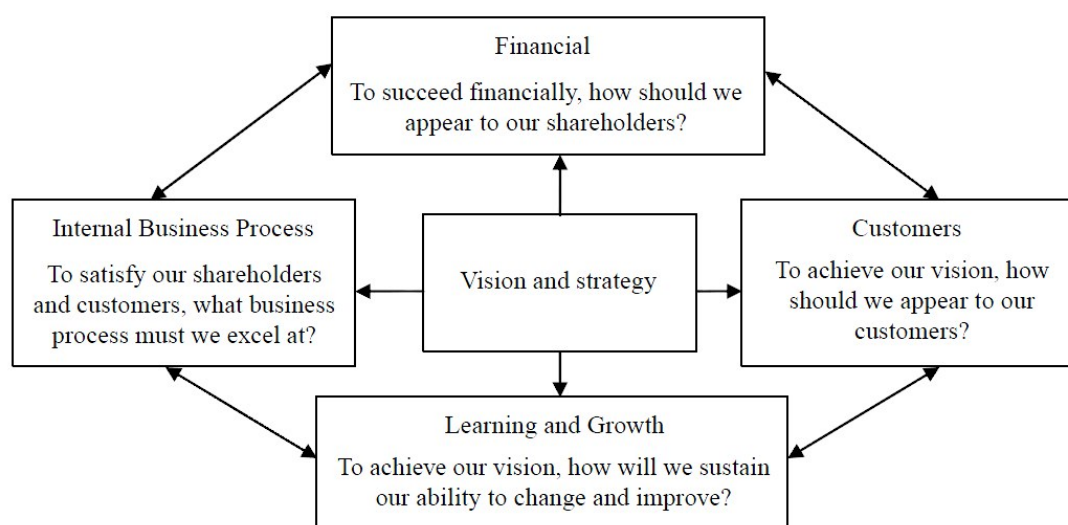 Financial
To succeed financially, how should we
appear to our shareholders?
Internal Business Process
To satisfy our shareholders
and customers, what business
process must we excel at?
Vision and strategy
Customers
To achieve our vision, how
should we appear to our
customers?
Learning and Growth
To achieve our vision, how will we sustain
our ability to change and improve?